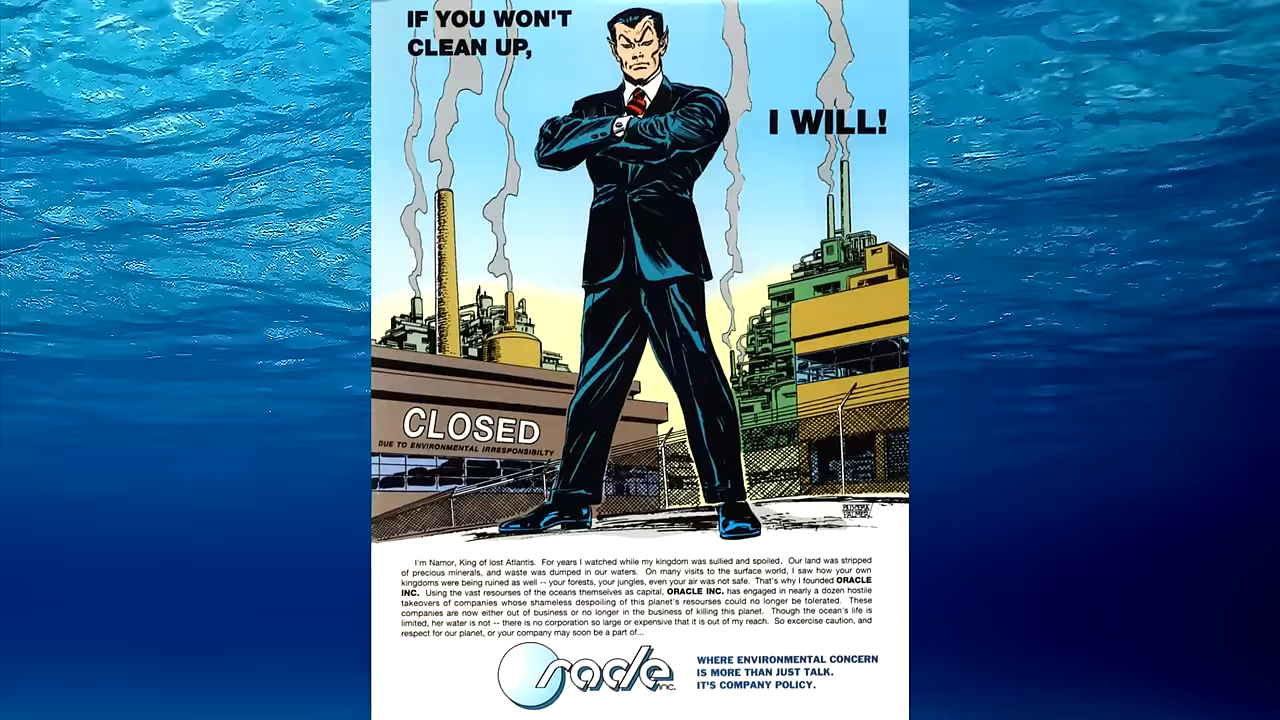 IF YOU WON'T
CLEAN UP,
I WILL!
CLOSED
DUE TO ENVIRONMENTAL IRRESPONSIBILTY
I'm Namor, King of lost Atlantis. For years I watched while my kingdom was sullied and spoiled. Our land was stripped
of precious minerals, and waste was dumped in our waters. On many visits to the surface world, I saw how your own
kingdoms were being ruined as well -- your forests, your jungles, even your air was not safe. That's why I founded ORACLE
INC. Using the vast resourses of the oceans themselves as capital, ORACLE INC. has engaged in nearly a dozen hostile
takeovers of companies whose shameless despoiling of this planet's resourses could no longer be tolerated. These
companies are now either out of business or no longer in the business of killing this planet. Though the ocean's life is
limited, her water is not -- there is no corporation so large or expensive that it is out of my reach. So excercise caution, and
respect for our planet, or your company may soon be a part of...
Oracle inc.
WHERE ENVIRONMENTAL CONCERN
IS MORE THAN JUST TALK.
IT'S COMPANY POLICY.